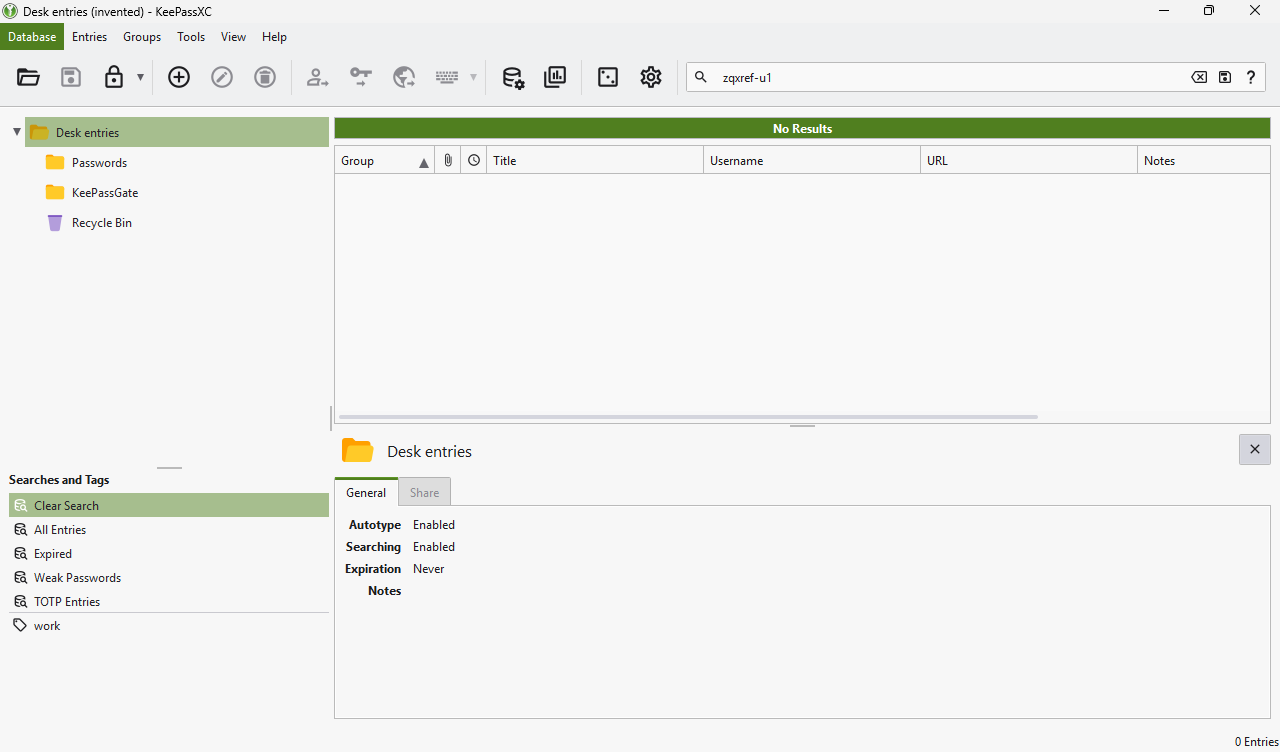 Desk entries (invented) - KeePassXC
Database Entries Groups Tools View Help
zqxref-u1
?
Desk entries
Passwords
KeePassGate
Recycle Bin
No Results
Group Title Username URL Notes
Searches and Tags
Clear Search
All Entries
Expired
Weak Passwords
TOTP Entries
work
Desk entries
General Share
Autotype Enabled
Searching Enabled
Expiration Never
Notes
0 Entries